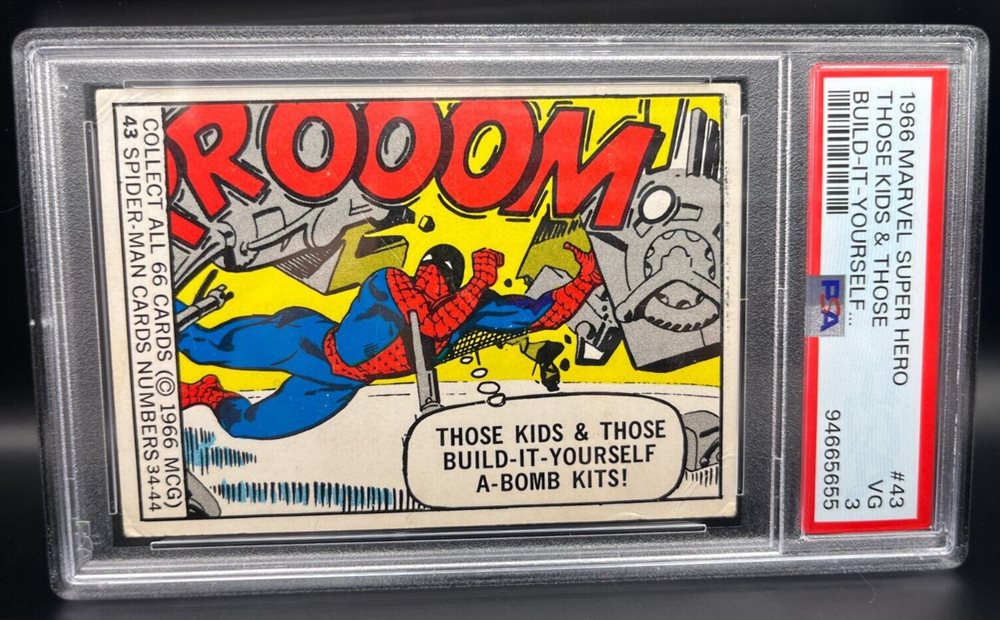 ROOOM
THOSE KIDS & THOSE
BUILD-IT-YOURSELF
A-BOMB KITS!
COLLECT ALL 66 CARDS (© 1966 MCG)
43 SPIDER-MAN CARDS NUMBERS 34-44
1966 MARVEL SUPER HERO
THOSE KIDS & THOSE
BUILD-IT-YOURSELF...
#43
VG
3
PSA
94665655